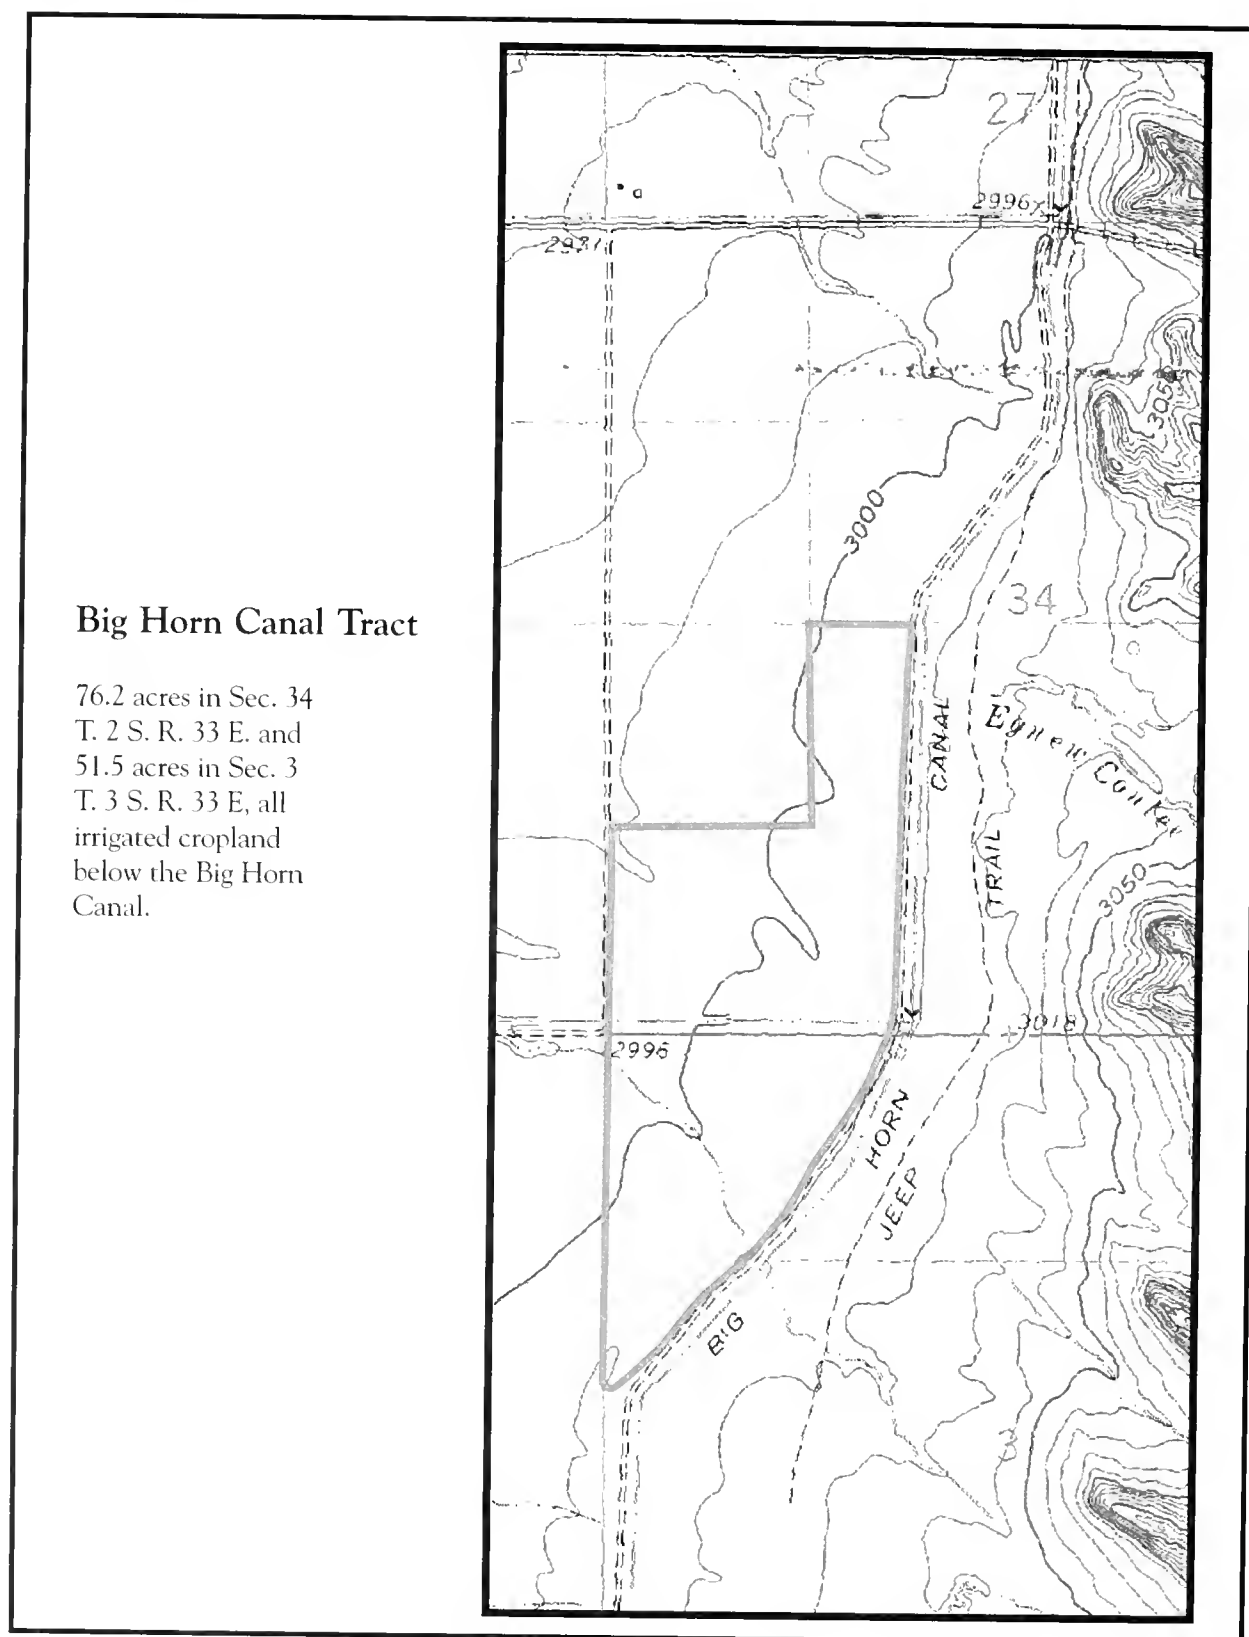 Big Horn Canal Tract
76.2 acres in Sec. 34
T. 2 S. R. 33 E. and
51.5 acres in Sec. 3
T. 3 S. R. 33 E, all
irrigated cropland
below the Big Horn
Canal.
27
2996
3050
3000
34
CANAL
Egnew
TRAIL
3050
3018
2996
HORN
JEEP
BIG
3